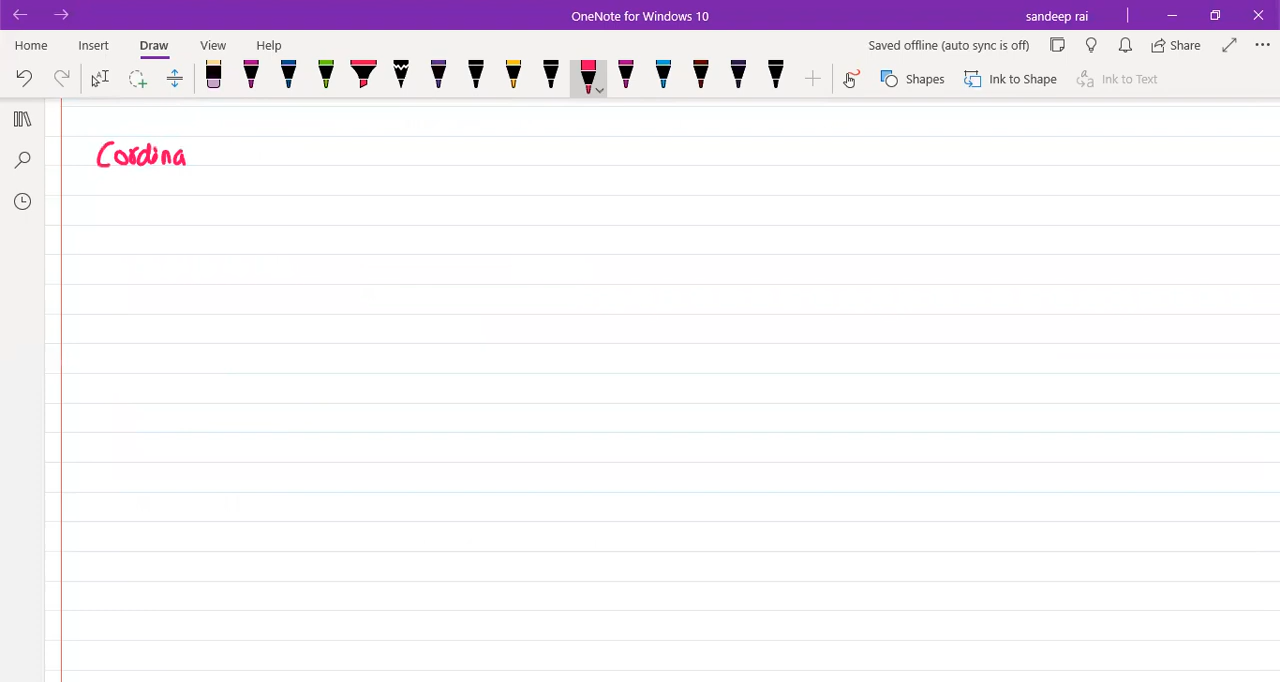 OneNote for Windows 10
sandeep rai
Home Insert Draw View Help
Saved offline (auto sync is off)
Share
Shapes
Ink to Shape
Ink to Text
Cordina